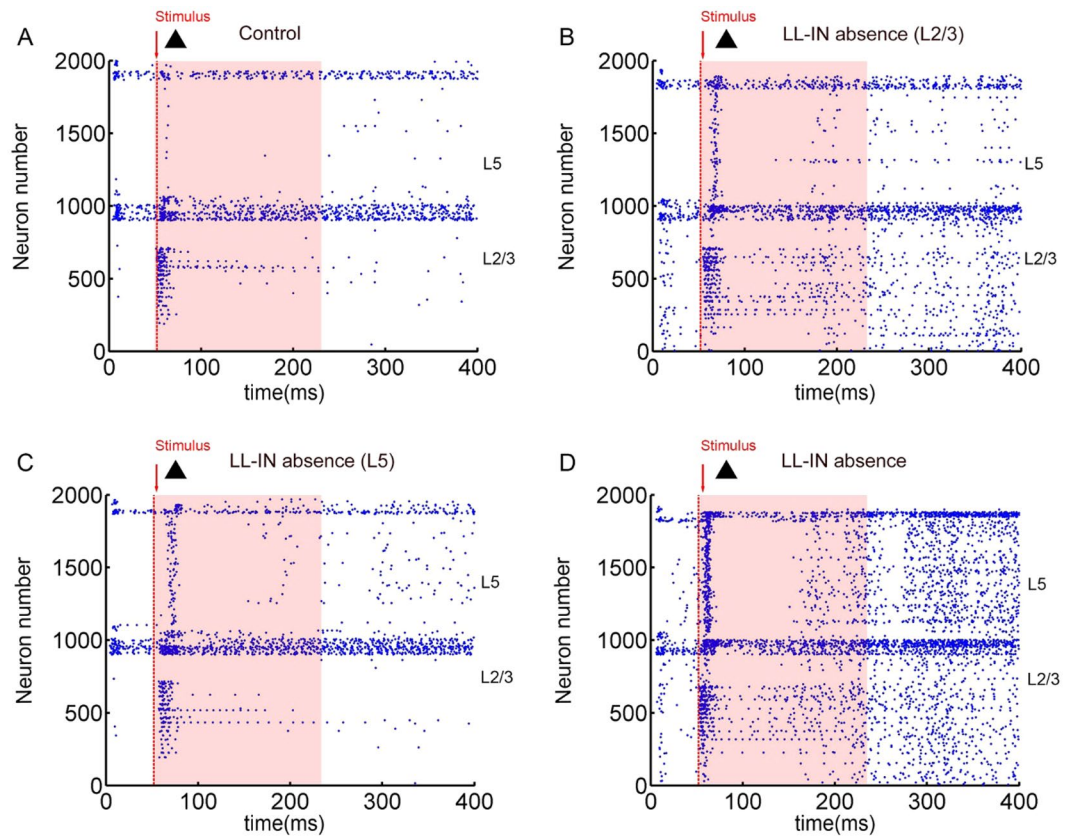 A
Stimulus
Control
Neuron number
2000
1500
1000
500
0
L5
L2/3
0
100
200
300
400
time(ms)
B
Stimulus
LL-IN absence (L2/3)
Neuron number
2000
1500
1000
500
0
L5
L2/3
0
100
200
300
400
time(ms)
C
Stimulus
LL-IN absence (L5)
Neuron number
2000
1500
1000
500
0
L5
L2/3
0
100
200
300
400
time(ms)
D
Stimulus
LL-IN absence
Neuron number
2000
1500
1000
500
0
L5
L2/3
0
100
200
300
400
time(ms)